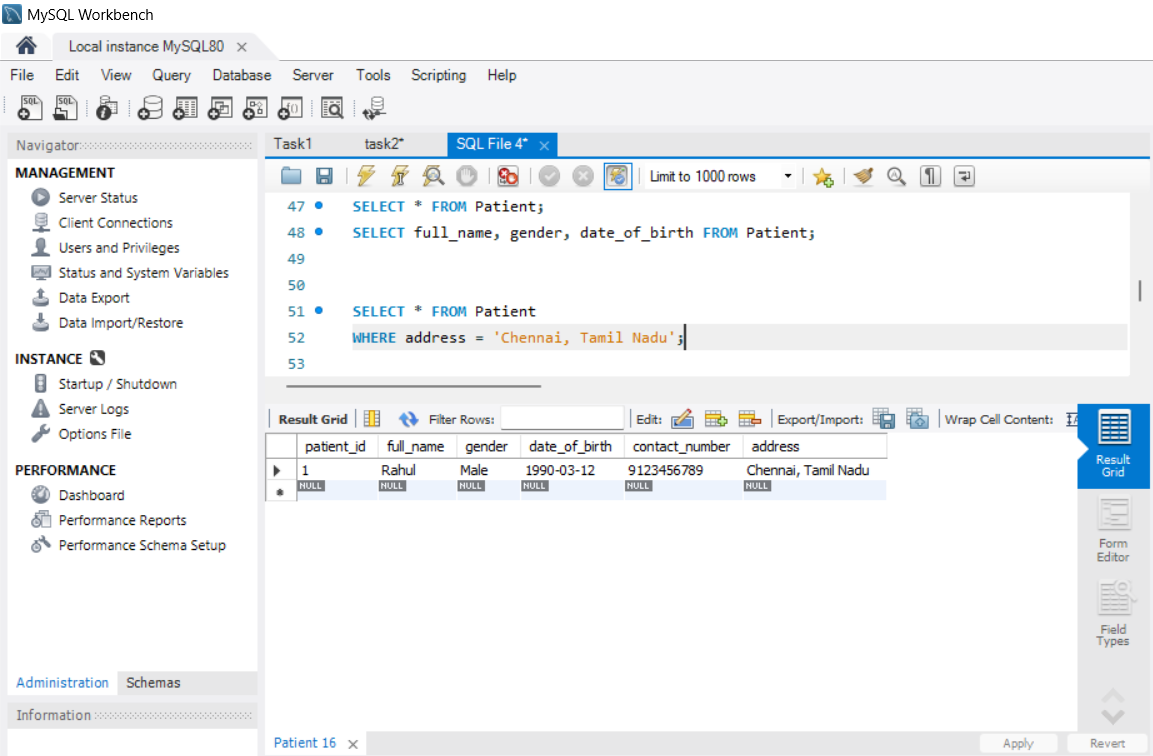 MySQL Workbench
Local instance MySQL80
File Edit View Query Database Server Tools Scripting Help
SQL SQL
Navigator
MANAGEMENT
Server Status
Client Connections
Users and Privileges
Status and System Variables
Data Export
Data Import/Restore
INSTANCE
Startup / Shutdown
Server Logs
Options File
PERFORMANCE
Dashboard
Performance Reports
Performance Schema Setup
Administration Schemas
Information
Task1 task2* SQL File 4*
Limit to 1000 rows
47 SELECT * FROM Patient;
48 SELECT full_name, gender, date_of_birth FROM Patient;
49
50
51 SELECT * FROM Patient
52 WHERE address = 'Chennai, Tamil Nadu';
53
Result Grid Filter Rows: Edit: Export/Import: Wrap Cell Content:
patient_id full_name gender date_of_birth contact_number address
1 Rahul Male 1990-03-12 9123456789 Chennai, Tamil Nadu
NULL NULL NULL NULL NULL NULL
Result
Grid
Form
Editor
Field
Types
Patient 16
Apply Revert